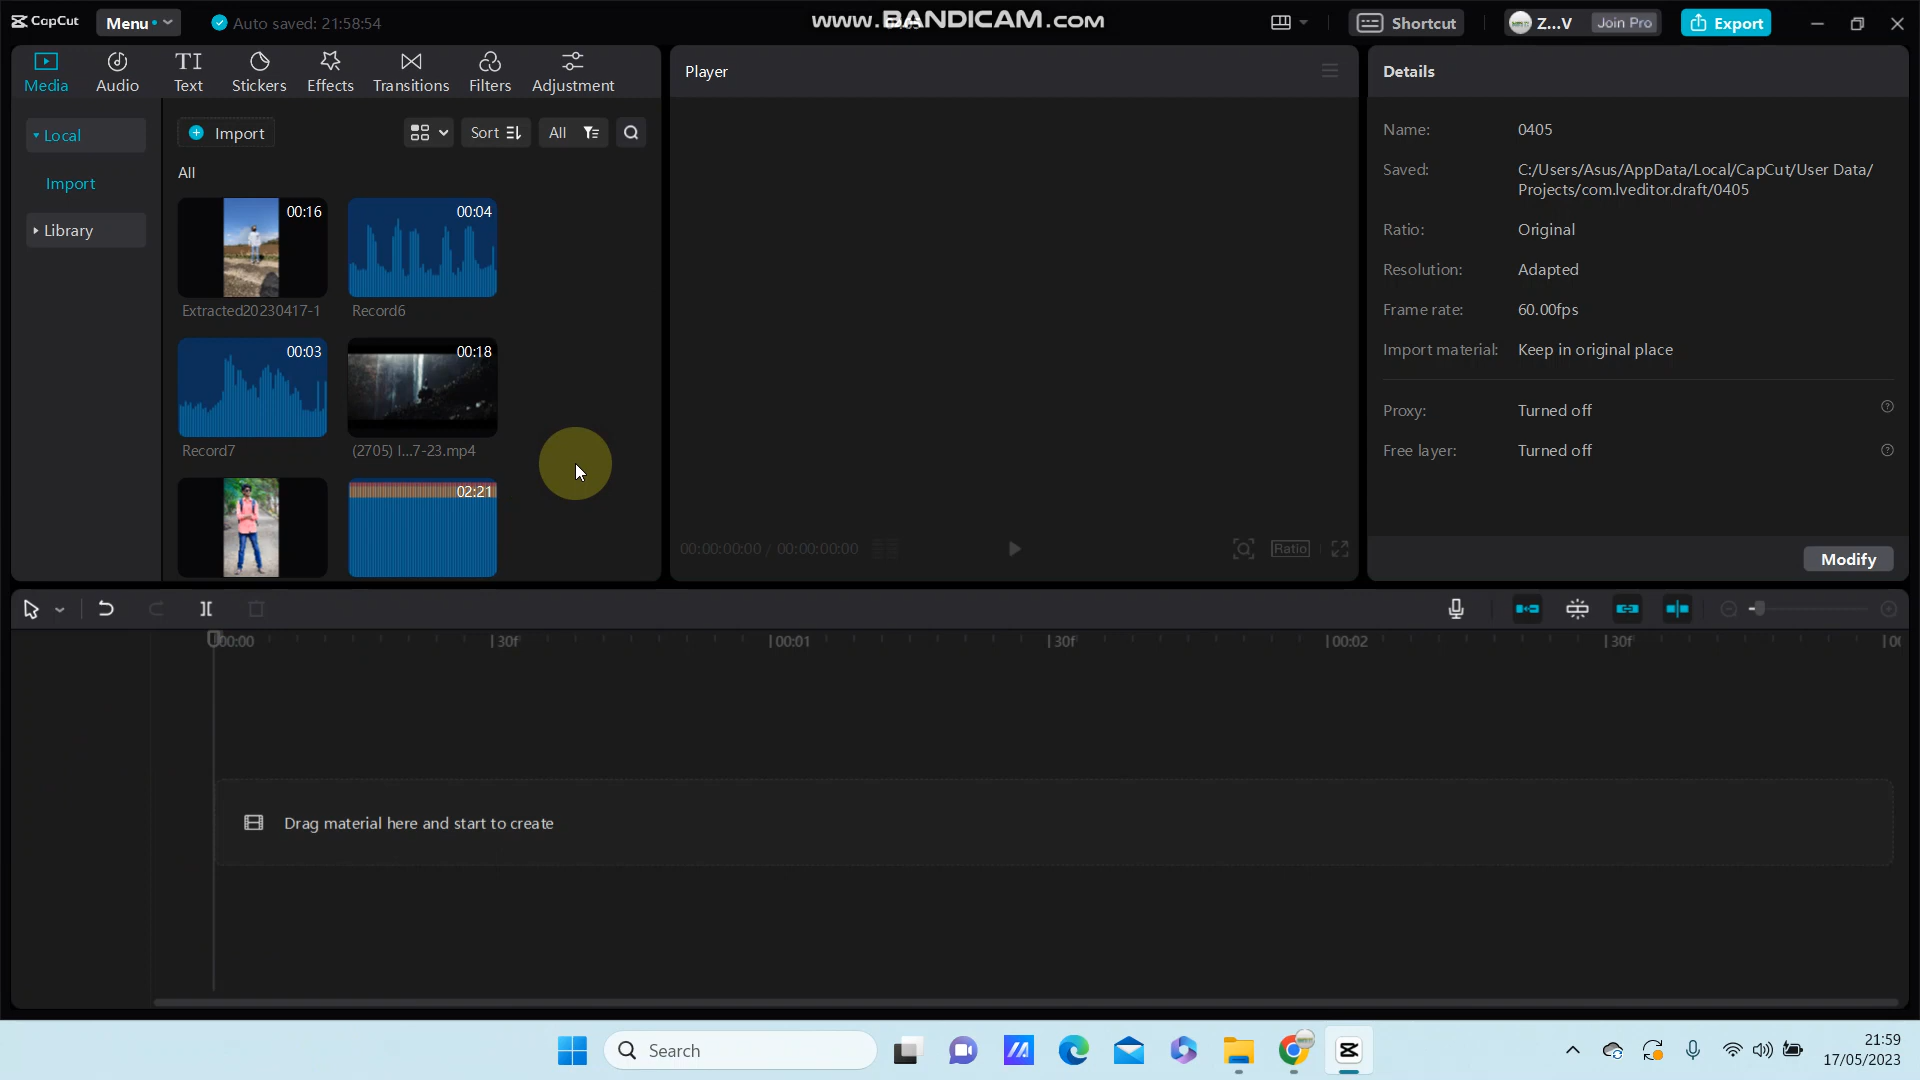 CapCut
Menu
Auto saved: 21:58:54
www.BANDICAM.com
Shortcut
Z...V
Join Pro
Export
Media
Audio
Text
Stickers
Effects
Transitions
Filters
Adjustment
Local
Import
Library
Import
Sort
All
All
00:16
Extracted20230417-1
00:04
Record6
00:03
Record7
00:18
(2705) I...7-23.mp4
02:21
Player
00:00:00:00 / 00:00:00:00
Ratio
Details
Name: 0405
Saved: C:/Users/Asus/AppData/Local/CapCut/User Data/
Projects/com.lveditor.draft/0405
Ratio: Original
Resolution: Adapted
Frame rate: 60.00fps
Import material: Keep in original place
Proxy: Turned off
Free layer: Turned off
Modify
00:00
30f
00:01
30f
00:02
30f
Drag material here and start to create
Search
21:59
17/05/2023